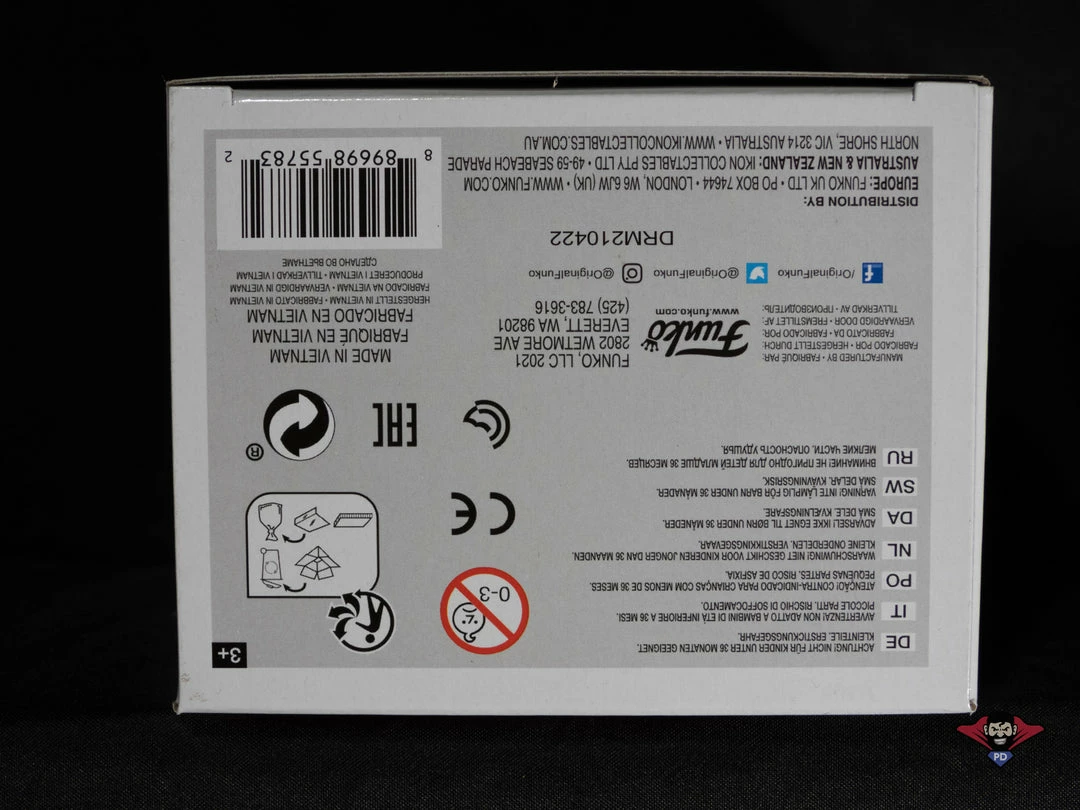 3+
DE ACHTUNG! NICHT FÜR KINDER UNTER 36 MONATEN GEEIGNET.
KLEINTEILE. ERSTICKUNGSGEFAHR.
IT AVVERTENZA! NON ADATTO A BAMBINI DI ETÀ INFERIORE A 36 MESI.
PICCOLE PARTI. RISCHIO DI SOFFOCAMENTO.
PO ATENÇÃO! CONTRA-INDICADO PARA CRIANÇAS COM MENOS DE 36 MESES.
PEQUENAS PARTES. RISCO DE ASFIXIA.
NL WAARSCHUWING! NIET GESCHIKT VOOR KINDEREN JONGER DAN 36 MAANDEN
KLEINE ONDERDELEN. VERSTIKKINGSGEVAAR.
DA ADVARSEL! IKKE EGNET TIL BØRN UNDER 36 MÅNEDER.
SMA DELE. KVÆLNINGSFARE.
SW VARNING! INTE LÄMPLIG FÖR BARN UNDER 36 MÅNADER.
SMA DELAR. KVÄVNINGSRISK.
RU ВНИМАНИЕ! НЕ ПРИГОДНО ДЛЯ ДЕТЕЙ МЛАДШЕ 36 МЕСЯЦЕВ.
МЕЛКИЕ ЧАСТИ. ОПАСНОСТЬ УДУШЬЯ.
0-3
CE
EAC
®
MANUFACTURED BY • FABRIQUÉ PAR:
FABRICADO POR • HERGESTELLT DURCH:
FABBRICATO DA • FABRICADO POR:
VERVAARDIGD DOOR • FREMSTILLET AF:
TILLVERKAD AV • ПРОИЗВОДИТЕЛЬ:
Funko
www.funko.com
FUNKO, LLC 2021
2802 WETMORE AVE
EVERETT, WA 98201
(425) 783-3616
MADE IN VIETNAM
FABRIQUÉ EN VIETNAM
FABRICADO EN VIETNAM
HERGESTELLT IN VIETNAM • FABBRICATO IN VIETNAM
FABRICADO NA VIETNAM • VERVAARDIGD VIETNAM
PRODUCERET I VIETNAM • TILLVERKAD I VIETNAM
СДЕЛАНО ВО ВЬЕТНАМЕ
/OriginalFunko @OriginalFunko @OriginalFunko
DRM210422
DISTRIBUTION BY:
EUROPE: FUNKO UK LTD • PO BOX 74644 • LONDON, W6 6JW (UK) • WWW.FUNKO.COM
AUSTRALIA & NEW ZEALAND: IKON COLLECTABLES PTY LTD • 49-59 SEABEACH PARADE
NORTH SHORE, VIC 3214 AUSTRALIA • WWW.IKONCOLLECTABLES.COM.AU
8 89698 55783 2
PD